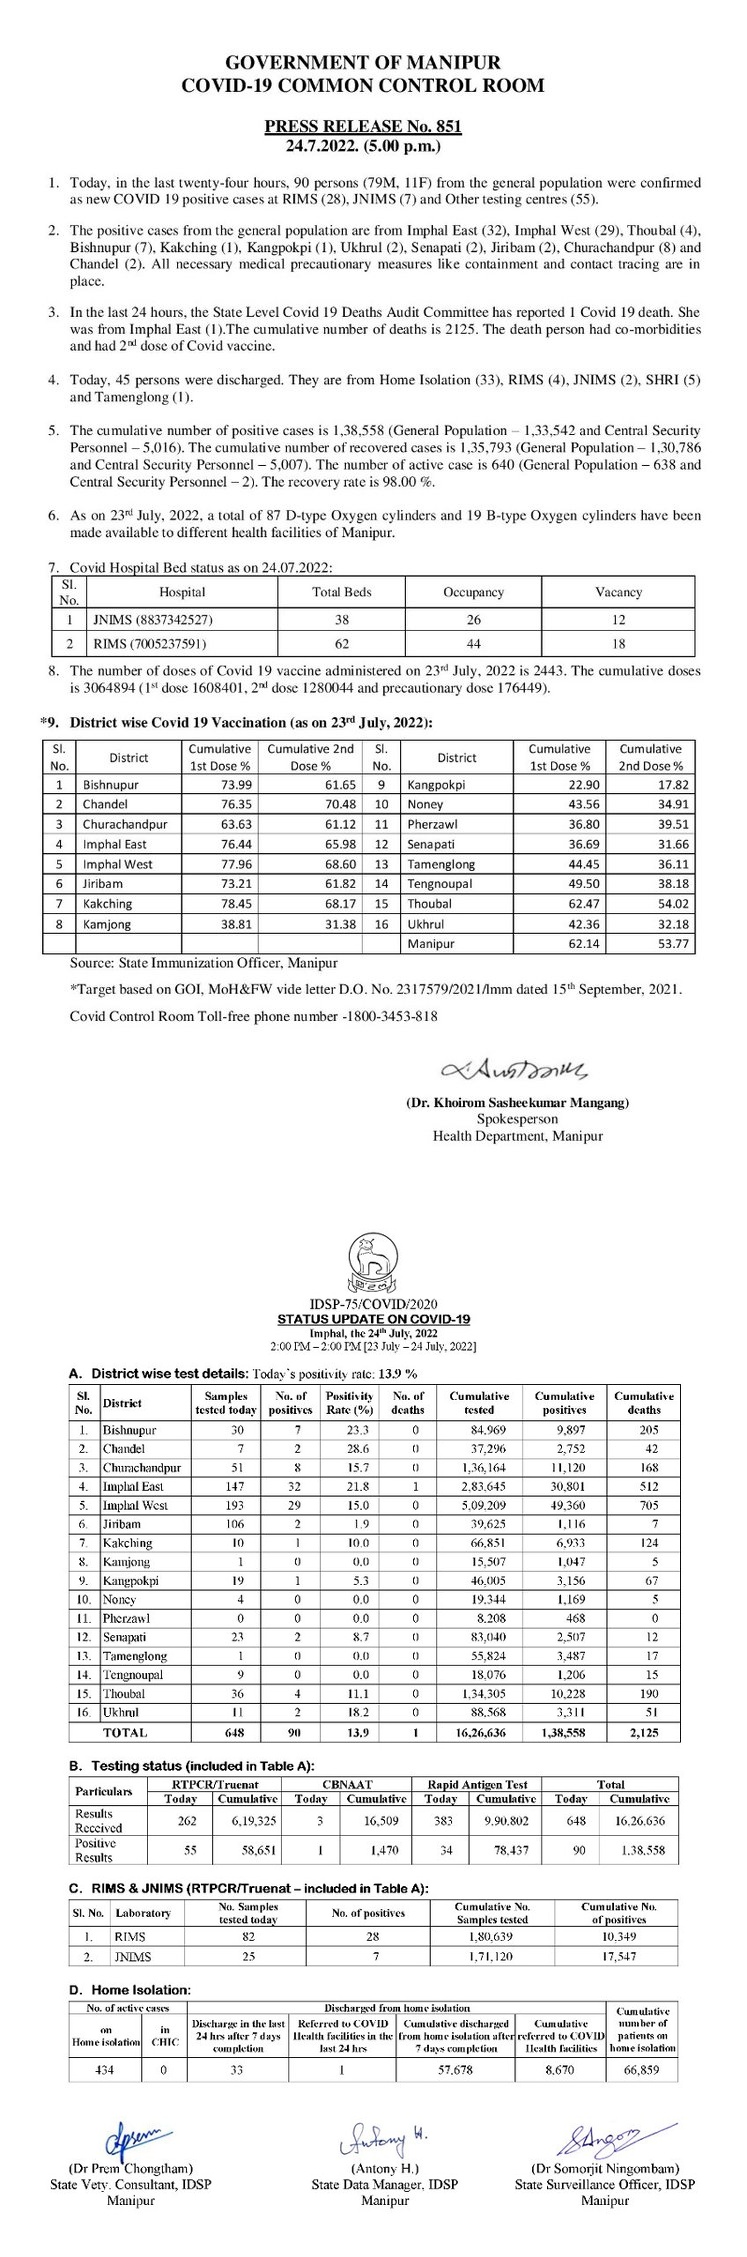 GOVERNMENT OF MANIPUR
COVID-19 COMMON CONTROL ROOM
PRESS RELEASE No. 851
24.7.2022. (5.00 p.m.)
1. Today, in the last twenty-four hours, 90 persons (79M, 11F) from the general population were confirmed
as new COVID 19 positive cases at RIMS (28), JNIMS (7) and Other testing centres (55).
2. The positive cases from the general population are from Imphal East (32), Imphal West (29), Thoubal (4),
Bishnupur (7), Kakching (1), Kangpokpi (1), Ukhrul (2), Senapati (2), Jiribam (2), Churachandpur (8) and
Chandel (2). All necessary medical precautionary measures like containment and contact tracing are in
place.
3. In the last 24 hours, the State Level Covid 19 Deaths Audit Committee has reported 1 Covid 19 death. She
was from Imphal East (1).The cumulative number of deaths is 2125. The death person had co-morbidities
and had 2nd dose of Covid vaccine.
4. Today, 45 persons were discharged. They are from Home Isolation (33), RIMS (4), JNIMS (2), SHRI (5)
and Tamenglong (1).
5. The cumulative number of positive cases is 1,38,558 (General Population – 1,33,542 and Central Security
Personnel – 5,016). The cumulative number of recovered cases is 1,35,793 (General Population – 1,30,786
and Central Security Personnel – 5,007). The number of active case is 640 (General Population – 638 and
Central Security Personnel – 2). The recovery rate is 98.00 %.
6. As on 23rd July, 2022, a total of 87 D-type Oxygen cylinders and 19 B-type Oxygen cylinders have been
made available to different health facilities of Manipur.
7. Covid Hospital Bed status as on 24.07.2022:
Sl. No. Hospital Total Beds Occupancy Vacancy
1 JNIMS (8837342527) 38 26 12
2 RIMS (7005237591) 62 44 18
8. The number of doses of Covid 19 vaccine administered on 23rd July, 2022 is 2443. The cumulative doses
is 3064894 (1st dose 1608401, 2nd dose 1280044 and precautionary dose 176449).
*9. District wise Covid 19 Vaccination (as on 23rd July, 2022):
Sl. No. District Cumulative 1st Dose % Cumulative 2nd Dose % Sl. No. District Cumulative 1st Dose % Cumulative 2nd Dose %
1 Bishnupur 73.99 61.65 9 Kangpokpi 22.90 17.82
2 Chandel 76.35 70.48 10 Noney 43.56 34.91
3 Churachandpur 63.63 61.12 11 Pherzawl 36.80 39.51
4 Imphal East 76.44 65.98 12 Senapati 36.69 31.66
5 Imphal West 77.96 68.60 13 Tamenglong 44.45 36.11
6 Jiribam 73.21 61.82 14 Tengnoupal 49.50 38.18
7 Kakching 78.45 68.17 15 Thoubal 62.47 54.02
8 Kamjong 38.81 31.38 16 Ukhrul 42.36 32.18
Manipur 62.14 53.77
Source: State Immunization Officer, Manipur
*Target based on GOI, MoH&FW vide letter D.O. No. 2317579/2021/Imm dated 15th September, 2021.
Covid Control Room Toll-free phone number -1800-3453-818
(Dr. Khoirom Sasheekumar Mangang)
Spokesperson
Health Department, Manipur
IDSP-75/COVID/2020
STATUS UPDATE ON COVID-19
Imphal, the 24th July, 2022
2:00 PM – 2:00 PM [23 July – 24 July, 2022]
A. District wise test details: Today's positivity rate: 13.9 %
Sl. No. District Samples tested today No. of positives Positivity Rate (%) No. of deaths Cumulative tested Cumulative positives Cumulative deaths
1. Bishnupur 30 7 23.3 0 84,969 9,897 205
2. Chandel 7 2 28.6 0 37,296 2,752 42
3. Churachandpur 51 8 15.7 0 1,36,164 11,120 168
4. Imphal East 147 32 21.8 1 2,83,645 30,801 512
5. Imphal West 193 29 15.0 0 5,09,209 49,360 705
6. Jiribam 106 2 1.9 0 39,625 1,116 7
7. Kakching 10 1 10.0 0 66,851 6,933 124
8. Kamjong 1 0 0.0 0 15,507 1,047 5
9. Kangpokpi 19 1 5.3 0 46,005 3,156 67
10. Noney 4 0 0.0 0 19,344 1,169 5
11. Pherzawl 0 0 0.0 0 8,208 468 0
12. Senapati 23 2 8.7 0 83,040 2,507 12
13. Tamenglong 1 0 0.0 0 55,824 3,487 17
14. Tengnoupal 9 0 0.0 0 18,076 1,206 15
15. Thoubal 36 4 11.1 0 1,34,305 10,228 190
16. Ukhrul 11 2 18.2 0 88,568 3,311 51
TOTAL 648 90 13.9 1 16,26,636 1,38,558 2,125
B. Testing status (included in Table A):
Particulars RTPCR/Truenat CBNAAT Rapid Antigen Test Total
Today Cumulative Today Cumulative Today Cumulative Today Cumulative
Results Received 262 6,19,325 3 16,509 383 9,90,802 648 16,26,636
Positive Results 55 58,651 1 1,470 34 78,437 90 1,38,558
C. RIMS & JNIMS (RTPCR/Truenat – included in Table A):
Sl. No. Laboratory No. Samples tested today No. of positives Cumulative No. Samples tested Cumulative No. of positives
1. RIMS 82 28 1,80,639 10,349
2. JNIMS 25 7 1,71,120 17,547
D. Home Isolation:
No. of active cases Discharged from home isolation Cumulative number of patients on home isolation
on Home isolation in CHIC Discharge in the last 24 hrs after 7 days completion Referred to COVID Health facilities in the last 24 hrs Cumulative discharged from home isolation after 7 days completion Cumulative referred to COVID Health facilities
434 0 33 1 57,678 8,670 66,859
Antony H.
(Dr Prem Chongtham) (Antony H.) (Dr Somorjit Ningombam)
State Vety. Consultant, IDSP State Data Manager, IDSP State Surveillance Officer, IDSP
Manipur Manipur Manipur